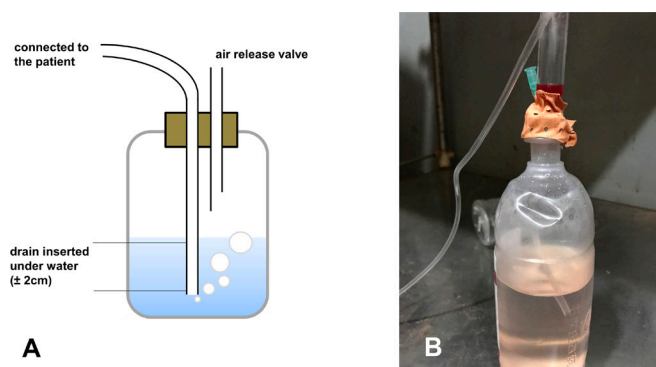 connected to
the patient
air release valve
drain inserted
under water
(± 2cm)
A
B